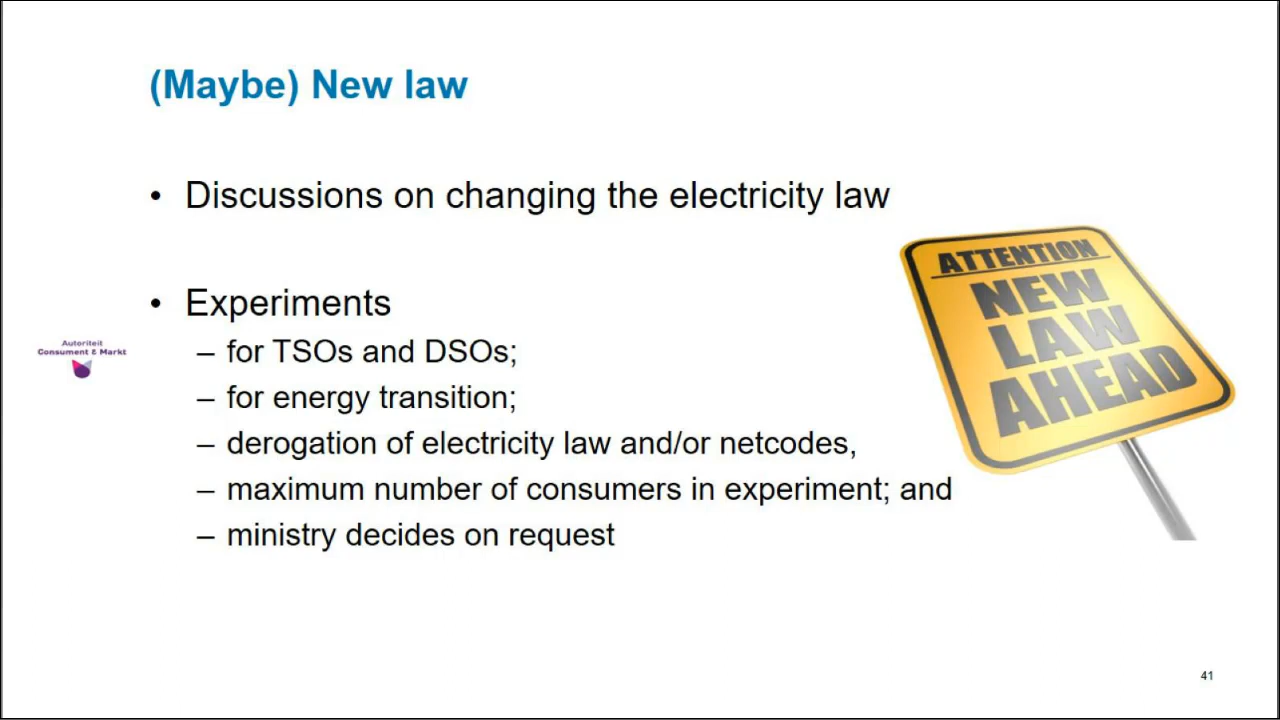 (Maybe) New law
• Discussions on changing the electricity law
• Experiments
– for TSOs and DSOs;
– for energy transition;
– derogation of electricity law and/or netcodes,
– maximum number of consumers in experiment; and
– ministry decides on request
Autoriteit
Consument & Markt
ATTENTION
NEW
LAW
AHEAD
41